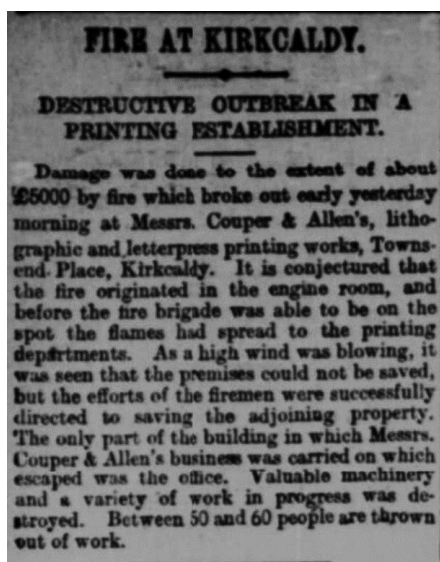 FIRE AT KIRKCALDY.
DESTRUCTIVE OUTBREAK IN A
PRINTING ESTABLISHMENT.
Damage was done to the extent of about
£5000 by fire which broke out early yesterday
morning at Messrs. Couper & Allen's, litho-
graphic and letterpress printing works, Towns-
end Place, Kirkcaldy. It is conjectured that
the fire originated in the engine room, and
before the fire brigade was able to be on the
spot the flames had spread to the printing
departments. As a high wind was blowing, it
was seen that the premises could not be saved,
but the efforts of the firemen were successfully
directed to saving the adjoining property.
The only part of the building in which Messrs.
Couper & Allen's business was carried on which
escaped was the office. Valuable machinery
and a variety of work in progress was de-
stroyed. Between 50 and 60 people are thrown
out of work.